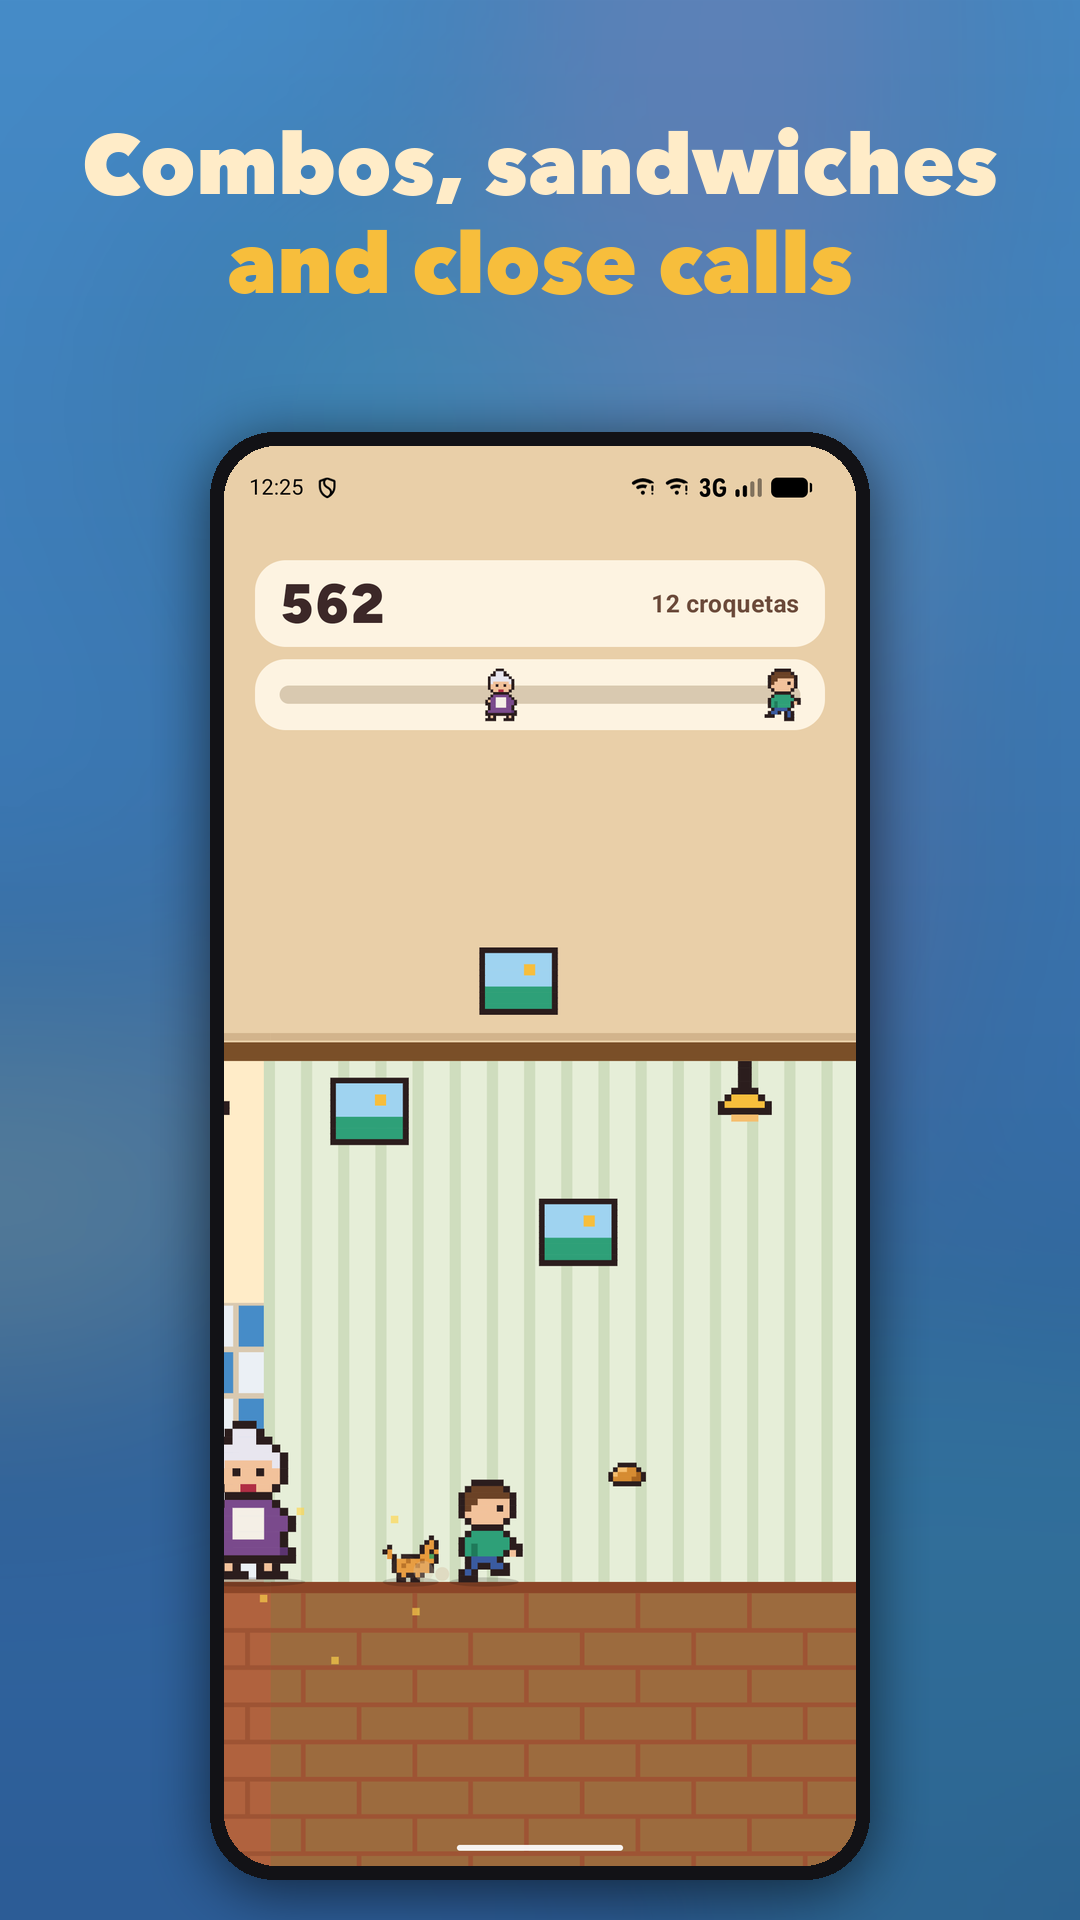 Combos, sandwiches
and close calls
12:25
3G
562
12 croquetas